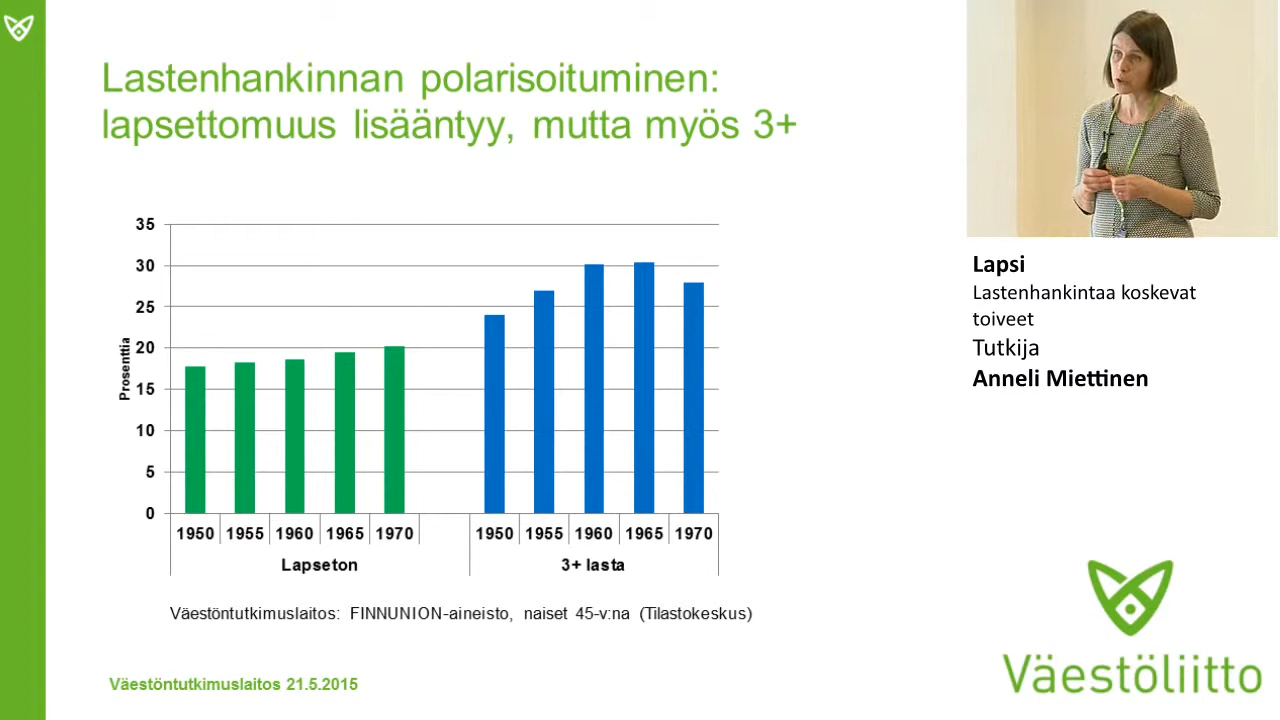 Lastenhankinnan polarisoituminen:
lapsettomuus lisääntyy, mutta myös 3+
35
30
25
20
15
10
5
0
Prosenttia
1950 1955 1960 1965 1970 1950 1955 1960 1965 1970
Lapseton 3+ lasta
Väestöntutkimuslaitos: FINNUNION-aineisto, naiset 45-v:na (Tilastokeskus)
Väestöntutkimuslaitos 21.5.2015
Lapsi
Lastenhankintaa koskevat
toiveet
Tutkija
Anneli Miettinen
Väestöliitto